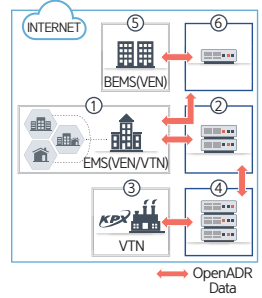 INTERNET
⑤
⑥
BEMS(VEN)
①
②
EMS(VEN/VTN)
③
④
KPX
VTN
OpenADR
Data